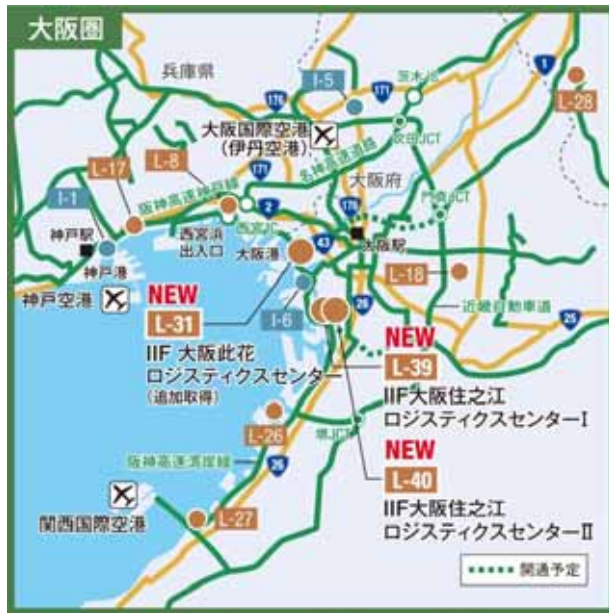 大阪圏
兵庫県
176
I-5
171
茨木JC
1
L-28
大阪国際空港
(伊丹空港)
名神高速道路
吹田JCT
L-17
L-8
171
大阪府
I-1
阪神高速神戸線
2
176
門真JCT
神戸駅
神戸港
西宮浜
出入口
西宮JC
大阪港
43
大阪駅
L-18
神戸空港
NEW
L-31
IIF 大阪此花
ロジスティクスセンター
(追加取得)
I-6
26
近畿自動車道
25
NEW
L-39
IIF大阪住之江
ロジスティクスセンターI
L-26
堺JCT
NEW
L-40
IIF大阪住之江
ロジスティクスセンターII
阪神高速湾岸線
26
関西国際空港
L-27
開通予定